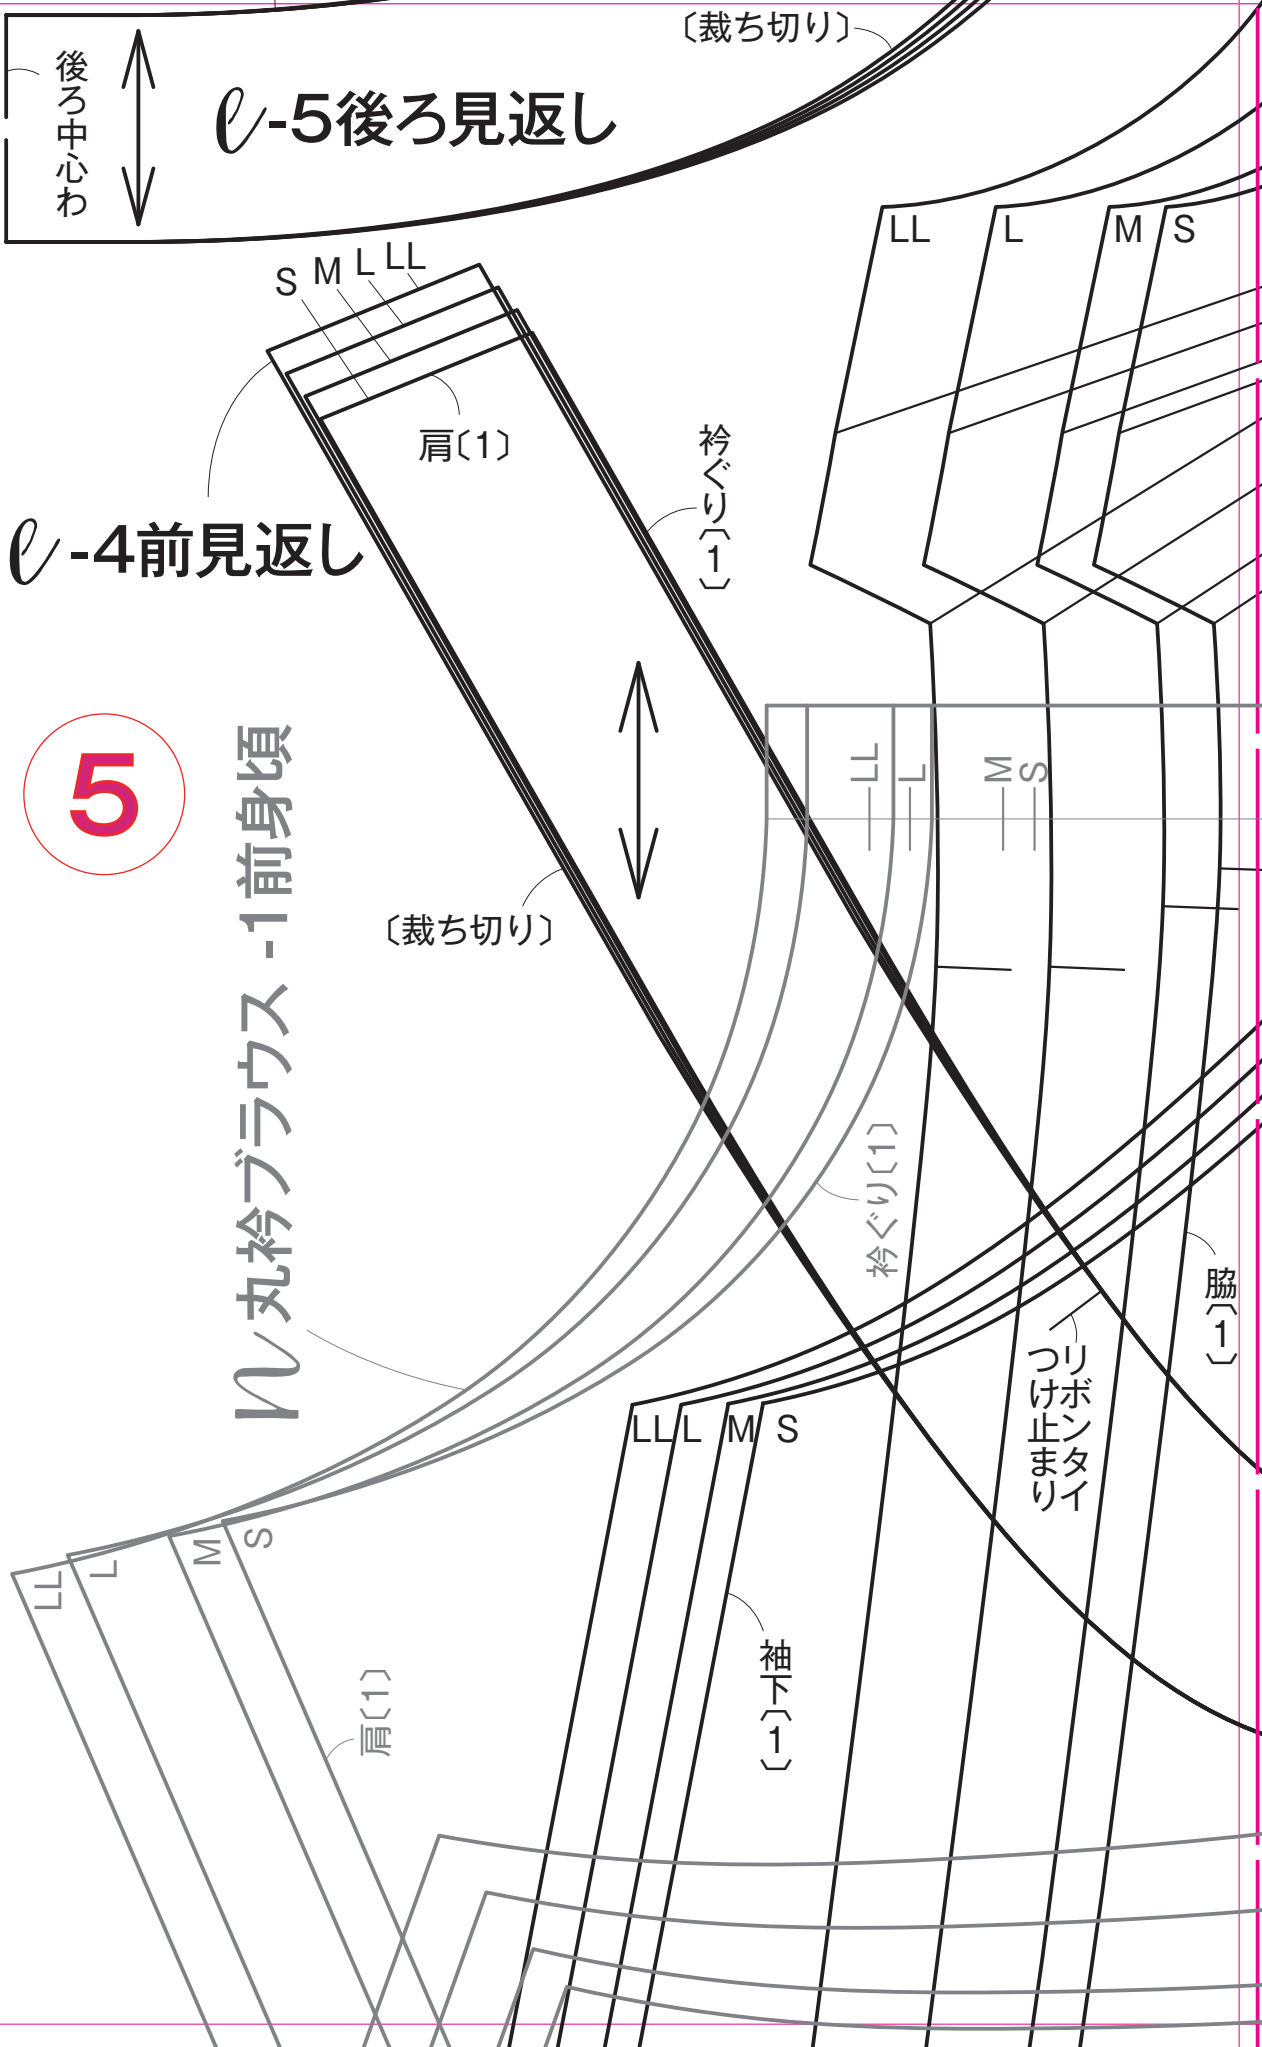 〔裁ち切り〕
後ろ中心わ
ℓ-5後ろ見返し
LL L M S
S M L LL
肩〔1〕
衿ぐり〔1〕
ℓ-4前見返し
5
n 丸衿ブラウス -1前身頃
LL L M S
〔裁ち切り〕
衿ぐり〔1〕
脇〔1〕
リボンタイ
つけ止まり
LL L M S
LL L M S
袖下〔1〕
肩〔1〕